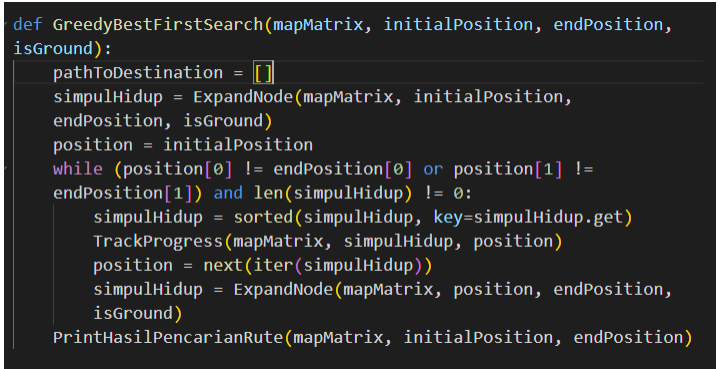 def GreedyBestFirstSearch(mapMatrix, initialPosition, endPosition,
isGround):
    pathToDestination = []
    simpulHidup = ExpandNode(mapMatrix, initialPosition,
    endPosition, isGround)
    position = initialPosition
    while (position[0] != endPosition[0] or position[1] !=
    endPosition[1]) and len(simpulHidup) != 0:
        simpulHidup = sorted(simpulHidup, key=simpulHidup.get)
        TrackProgress(mapMatrix, simpulHidup, position)
        position = next(iter(simpulHidup))
        simpulHidup = ExpandNode(mapMatrix, position, endPosition,
        isGround)
    PrintHasilPencarianRute(mapMatrix, initialPosition, endPosition)